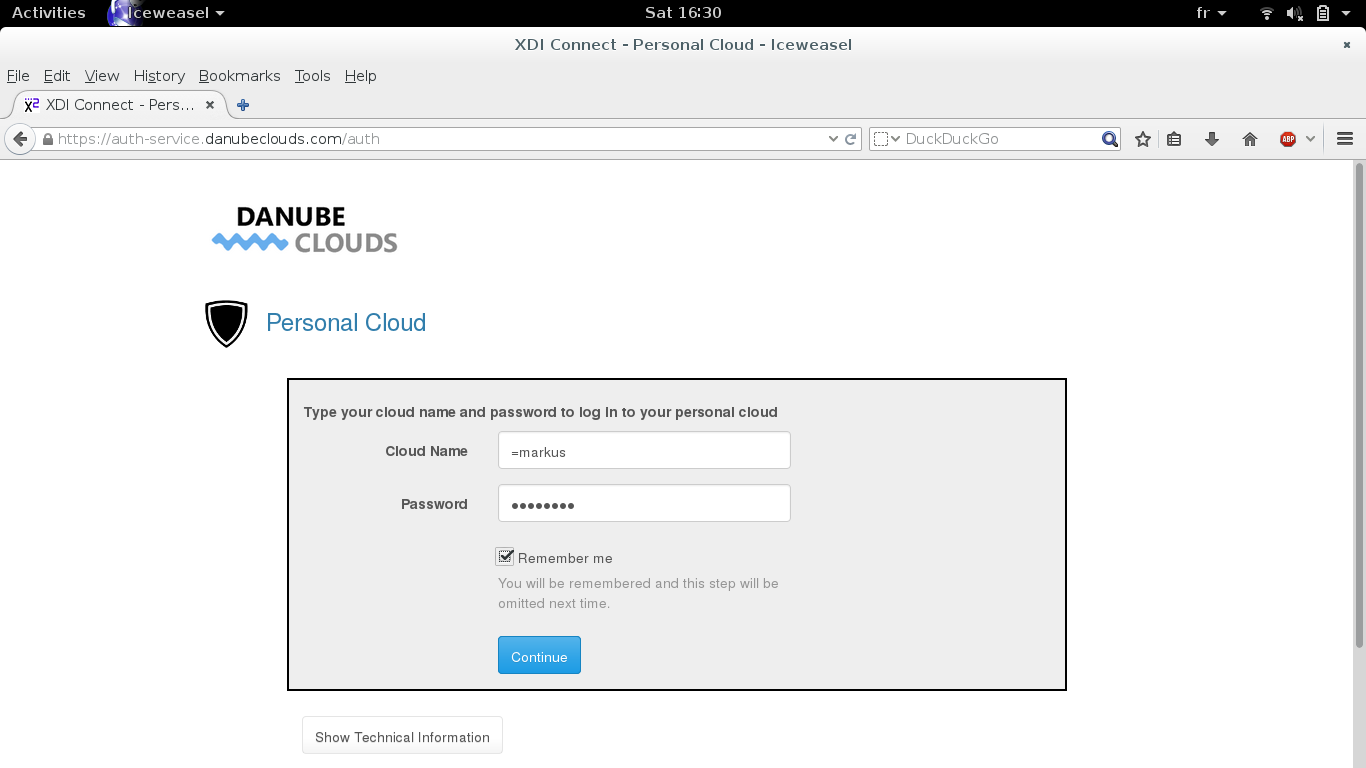 Activities Iceweasel Sat 16:30 fr
XDI Connect - Personal Cloud - Iceweasel
File Edit View History Bookmarks Tools Help
XDI Connect - Pers...
https://auth-service.danubeclouds.com/auth DuckDuckGo ABP
DANUBE
CLOUDS
Personal Cloud
Type your cloud name and password to log in to your personal cloud
Cloud Name =markus
Password ••••••••
Remember me
You will be remembered and this step will be
omitted next time.
Continue
Show Technical Information